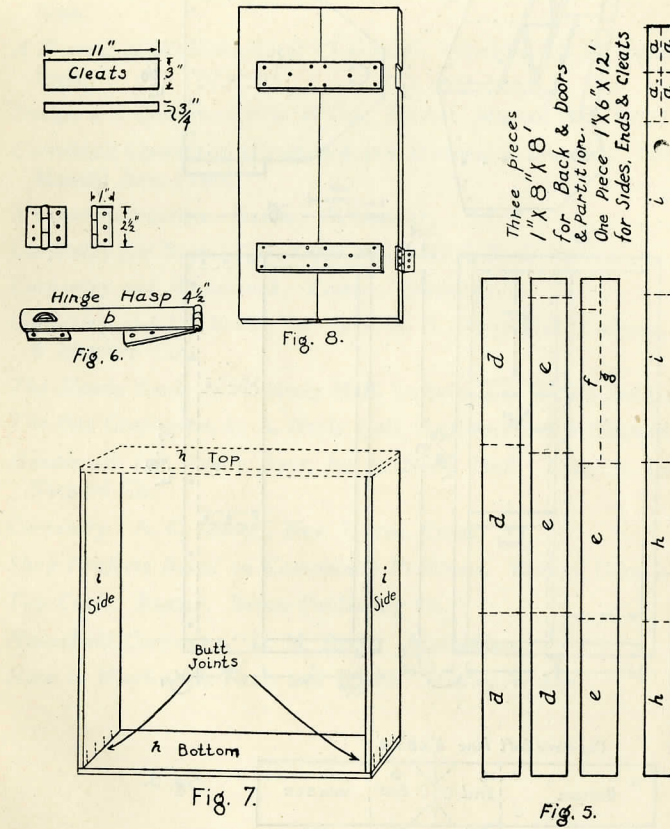 11"
Cleats
3"
3/4"
1"
2½"
Hinge Hasp 4½"
b
Fig. 6.
Fig. 8.
Three pieces
1"X 8"X 8'
for Back & Doors
& Partition.
One Piece 1"X6"X12'
for Sides, Ends & Cleats
d
d
d
e
e
d
f
g
e
e
a
a
a
a
i
i
h
h
Fig. 5.
h Top
i
Side
i
Side
Butt
Joints
h Bottom
Fig. 7.